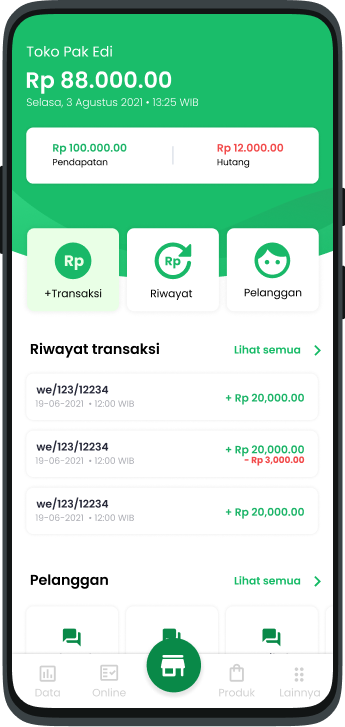 Toko Pak Edi
Rp 88.000.00
Selasa, 3 Agustus 2021 • 13:25 WIB
Rp 100.000.00
Pendapatan
Rp 12.000.00
Hutang
Rp
+Transaksi
Rp
Riwayat
Pelanggan
Riwayat transaksi
Lihat semua
we/123/12234
19-06-2021 • 12:00 WIB
+ Rp 20,000.00
we/123/12234
19-06-2021 • 12:00 WIB
+ Rp 20,000.00
- Rp 3,000.00
we/123/12234
19-06-2021 • 12:00 WIB
+ Rp 20,000.00
Pelanggan
Lihat semua
Data
Online
Produk
Lainnya